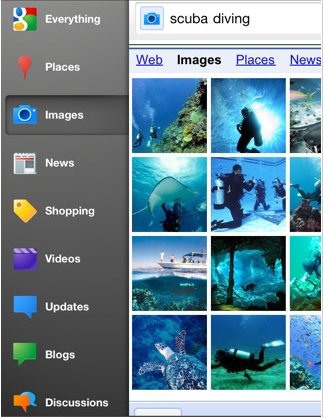 Everything
Places
Images
News
Shopping
Videos
Updates
Blogs
Discussions
scuba diving
Web Images Places News